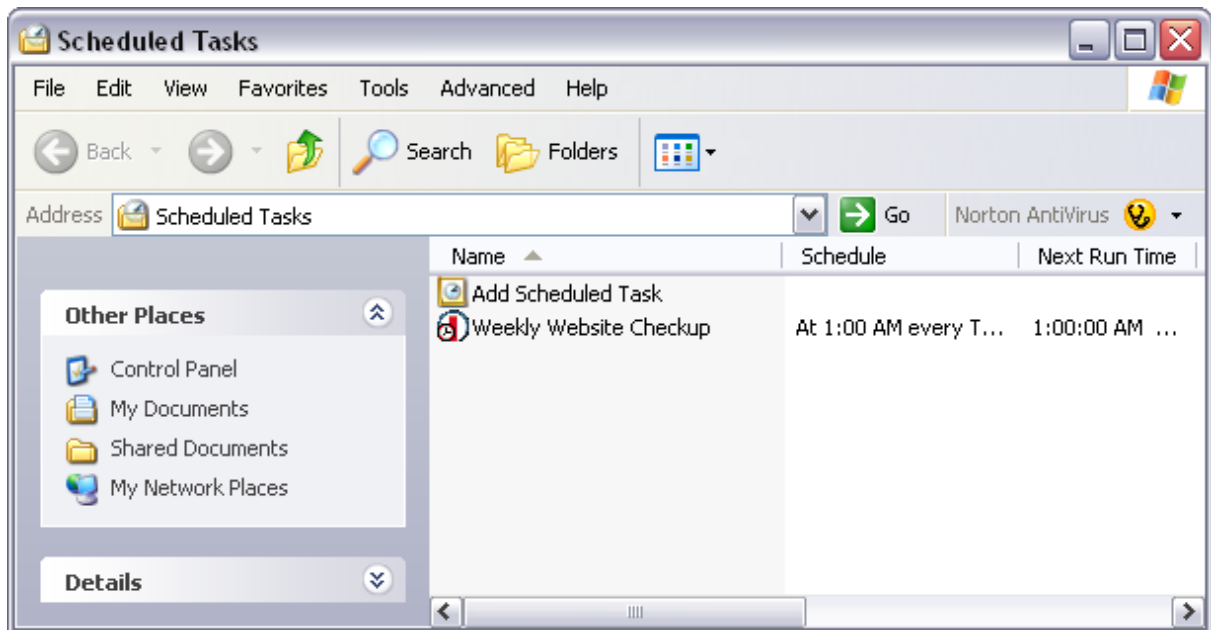 Scheduled Tasks
File Edit View Favorites Tools Advanced Help
Back Search Folders
Address Scheduled Tasks Go Norton AntiVirus
Name Schedule Next Run Time
Other Places
Control Panel
My Documents
Shared Documents
My Network Places
Details
Add Scheduled Task
Weekly Website Checkup At 1:00 AM every T... 1:00:00 AM ...